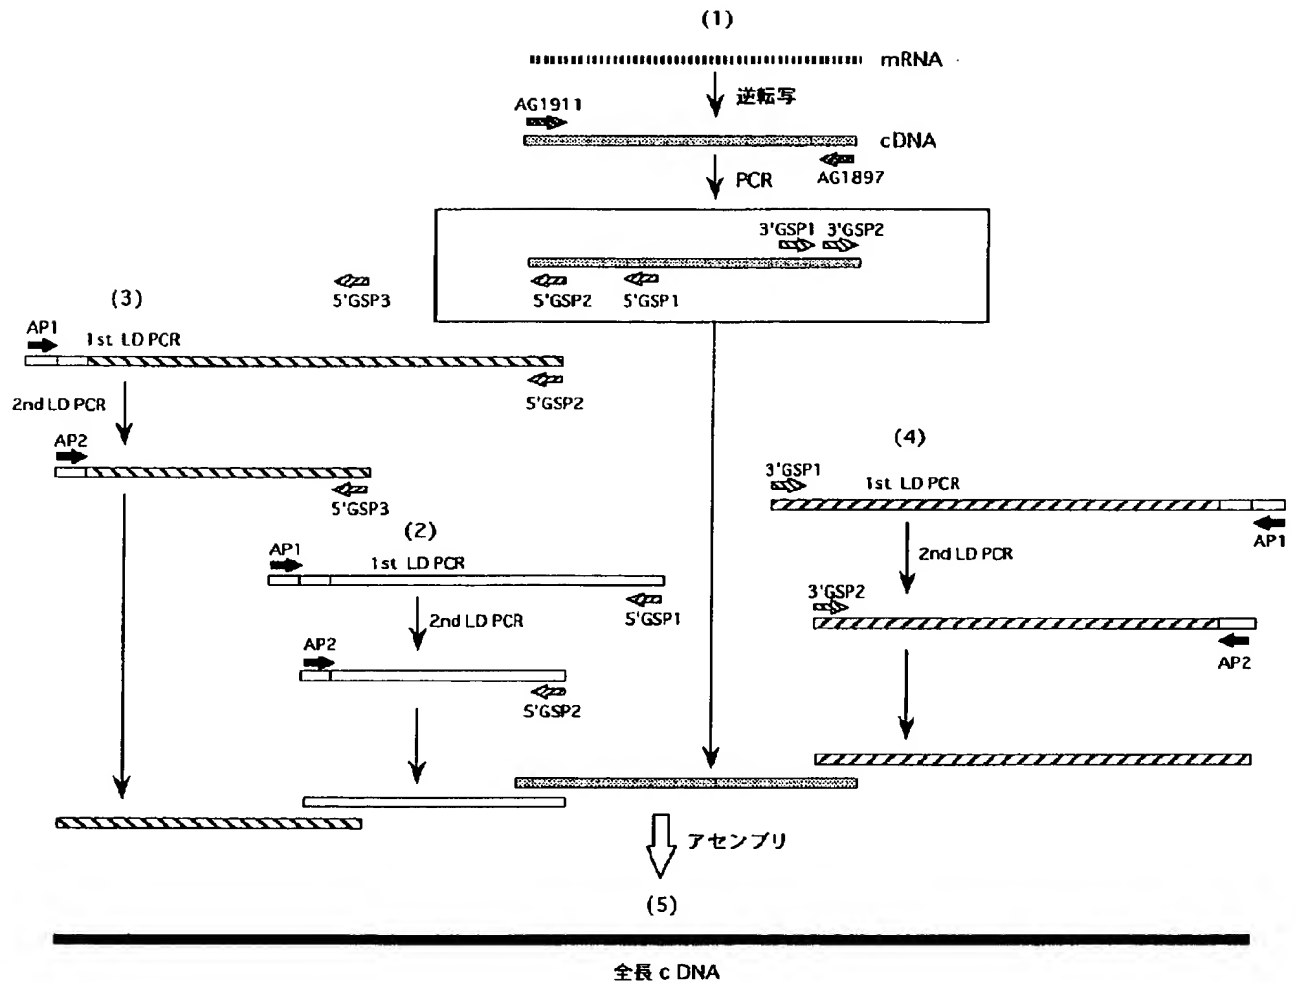 (1)
mRNA
逆転写
AG1911
cDNA
AG1897
PCR
3'GSP1 3'GSP2
5'GSP3
5'GSP2
5'GSP1
(3)
AP1
1st LD PCR
5'GSP2
2nd LD PCR
AP2
5'GSP3
(4)
3'GSP1
1st LD PCR
AP1
2nd LD PCR
3'GSP2
AP2
(2)
AP1
1st LD PCR
5'GSP1
2nd LD PCR
AP2
5'GSP2
アセンブリ
(5)
全長 c DNA